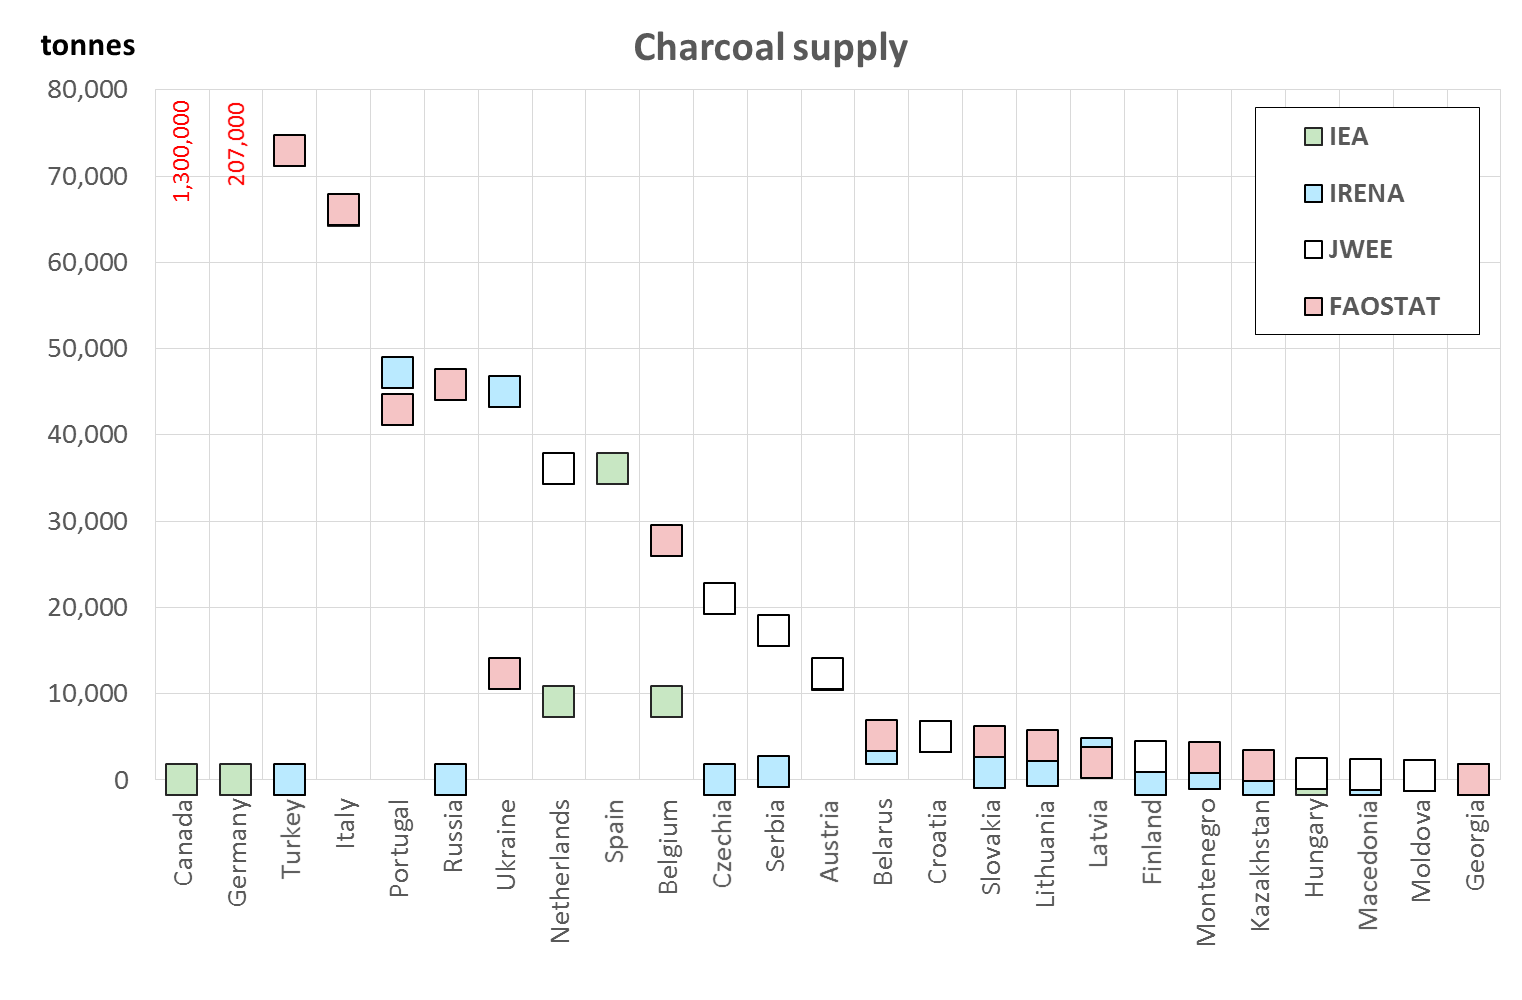 tonnes
Charcoal supply
80,000
70,000
60,000
50,000
40,000
30,000
20,000
10,000
0
1,300,000
207,000
IEA
IRENA
JWEE
FAOSTAT
Canada
Germany
Turkey
Italy
Portugal
Russia
Ukraine
Netherlands
Spain
Belgium
Czechia
Serbia
Austria
Belarus
Croatia
Slovakia
Lithuania
Latvia
Finland
Montenegro
Kazakhstan
Hungary
Macedonia
Moldova
Georgia